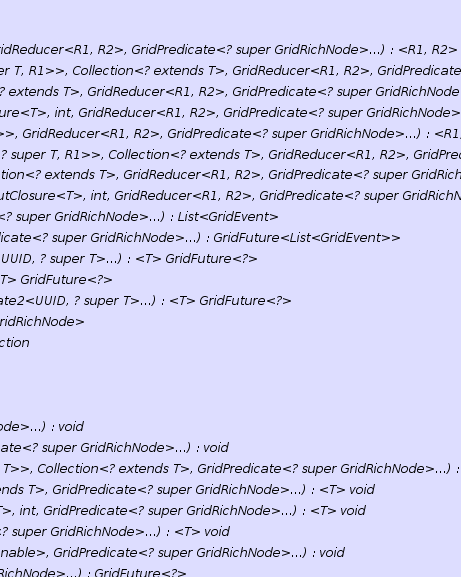 ridReducer<R1, R2>, GridPredicate<? super GridRichNode>...) : <R1, R2>
er T, R1>>, Collection<? extends T>, GridReducer<R1, R2>, GridPredicate
? extends T>, GridReducer<R1, R2>, GridPredicate<? super GridRichNode
ure<T>, int, GridReducer<R1, R2>, GridPredicate<? super GridRichNode>
>>, GridReducer<R1, R2>, GridPredicate<? super GridRichNode>...) : <R1,
? super T, R1>>, Collection<? extends T>, GridReducer<R1, R2>, GridPred
tion<? extends T>, GridReducer<R1, R2>, GridPredicate<? super GridRich
utClosure<T>, int, GridReducer<R1, R2>, GridPredicate<? super GridRichN
<? super GridRichNode>...) : List<GridEvent>
licate<? super GridRichNode>...) : GridFuture<List<GridEvent>>
UUID, ? super T>...) : <T> GridFuture<?>
T> GridFuture<?>
ate2<UUID, ? super T>...) : <T> GridFuture<?>
ridRichNode>
ction
ode>...) : void
ate<? super GridRichNode>...) : void
T>>, Collection<? extends T>, GridPredicate<? super GridRichNode>...) :
ends T>, GridPredicate<? super GridRichNode>...) : <T> void
T>, int, GridPredicate<? super GridRichNode>...) : <T> void
<? super GridRichNode>...) : <T> void
nable>, GridPredicate<? super GridRichNode>...) : void
RichNode>...) : GridFuture<?>